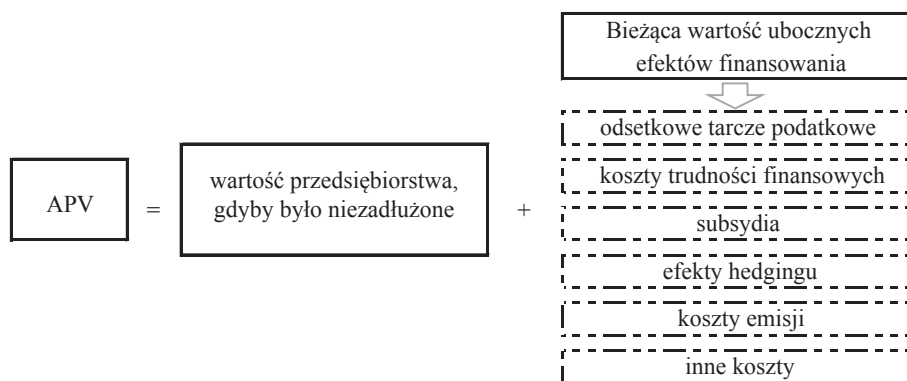 Bieżąca wartość ubocznych
efektów finansowania
odsetkowe tarcze podatkowe
koszty trudności finansowych
APV
=
wartość przedsiębiorstwa,
gdyby było niezadłużone
+
subsydia
efekty hedgingu
koszty emisji
inne koszty